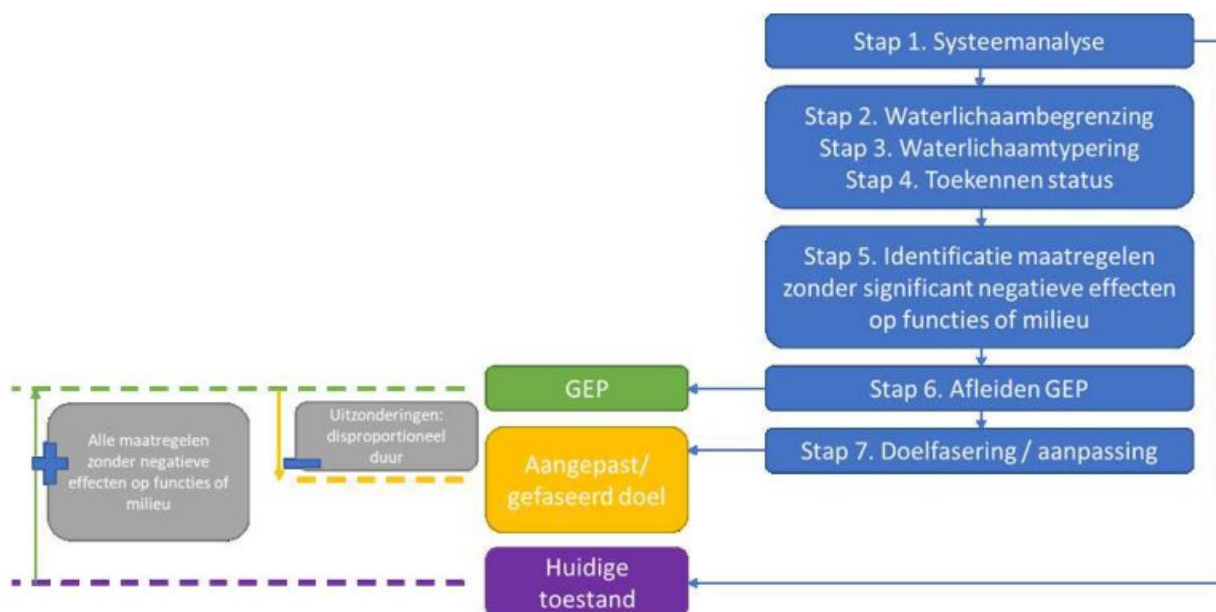 Stap 1. Systeemanalyse
Stap 2. Waterlichaambegrenzing
Stap 3. Waterlichaamtypering
Stap 4. Toekennen status
Stap 5. Identificatie maatregelen
zonder significant negatieve effecten
op functies of milieu
GEP
Stap 6. Afleiden GEP
Alle maatregelen
zonder negatieve
effecten op functies of
milieu
Uitzonderingen:
disproportioneel
duur
Aangepast/
gefaseerd doel
Stap 7. Doelfasering / aanpassing
Huidige
toestand